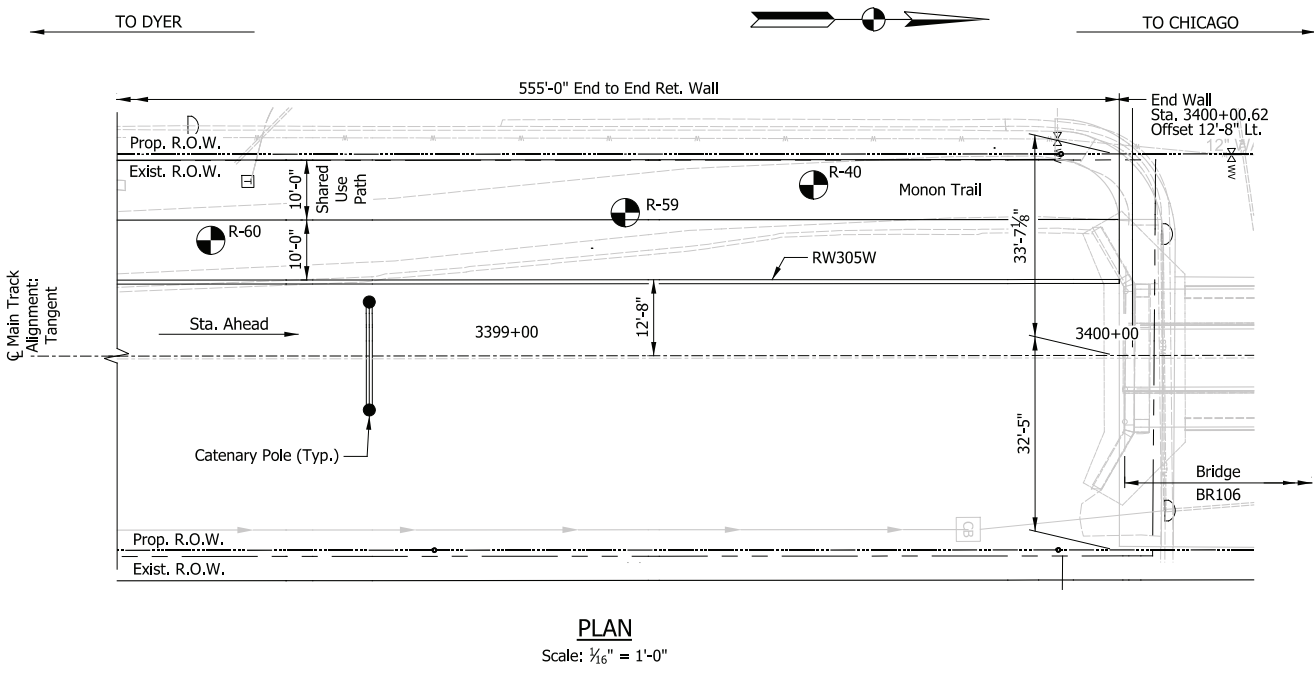 TO DYER
TO CHICAGO
555'-0" End to End Ret. Wall
End Wall
Sta. 3400+00.62
Offset 12'-8" Lt.
12" W
Prop. R.O.W.
Exist. R.O.W.
T
10'-0"
Shared
Use
Path
R-40
Monon Trail
WV
R-59
R-60
10'-0"
33'-7⅛"
RW305W
12'-8"
℄ Main Track
Alignment:
Tangent
Sta. Ahead
3399+00
3400+00
32'-5"
Catenary Pole (Typ.)
Bridge
BR106
CB
Prop. R.O.W.
Exist. R.O.W.
PLAN
Scale: 1/16" = 1'-0"